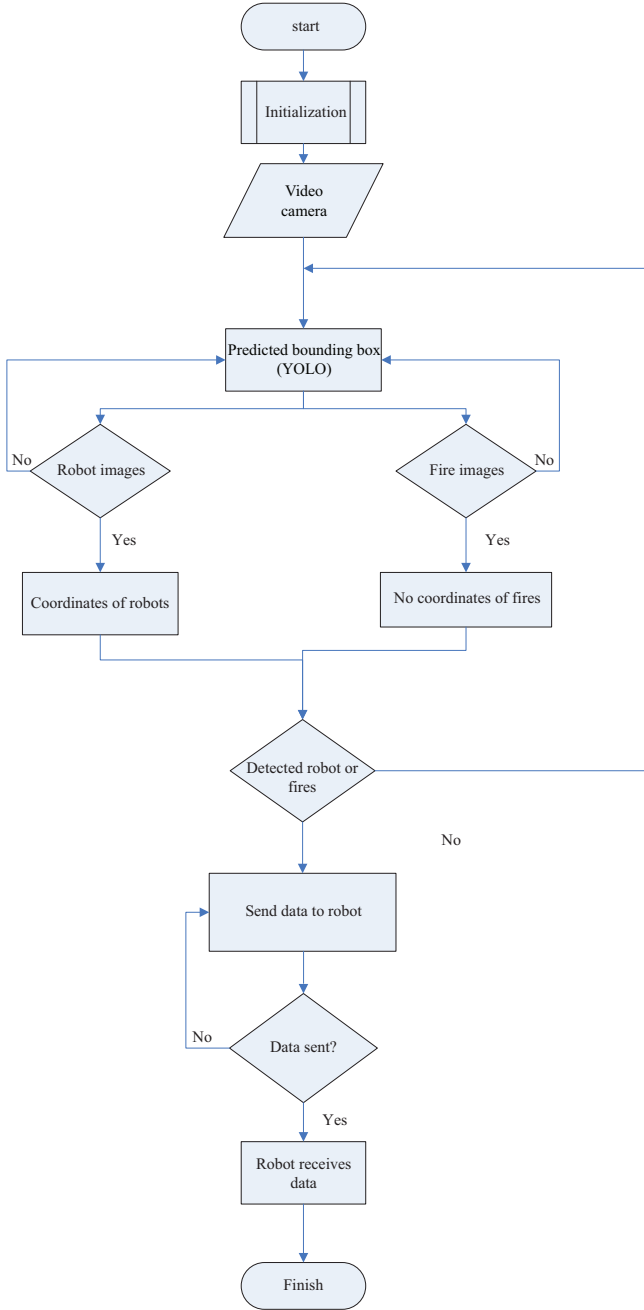 start
Initialization
Video
camera
Predicted bounding box
(YOLO)
No
Robot images
Fire images
No
Yes
Yes
Coordinates of robots
No coordinates of fires
Detected robot or
fires
No
Send data to robot
No
Data sent?
Yes
Robot receives
data
Finish